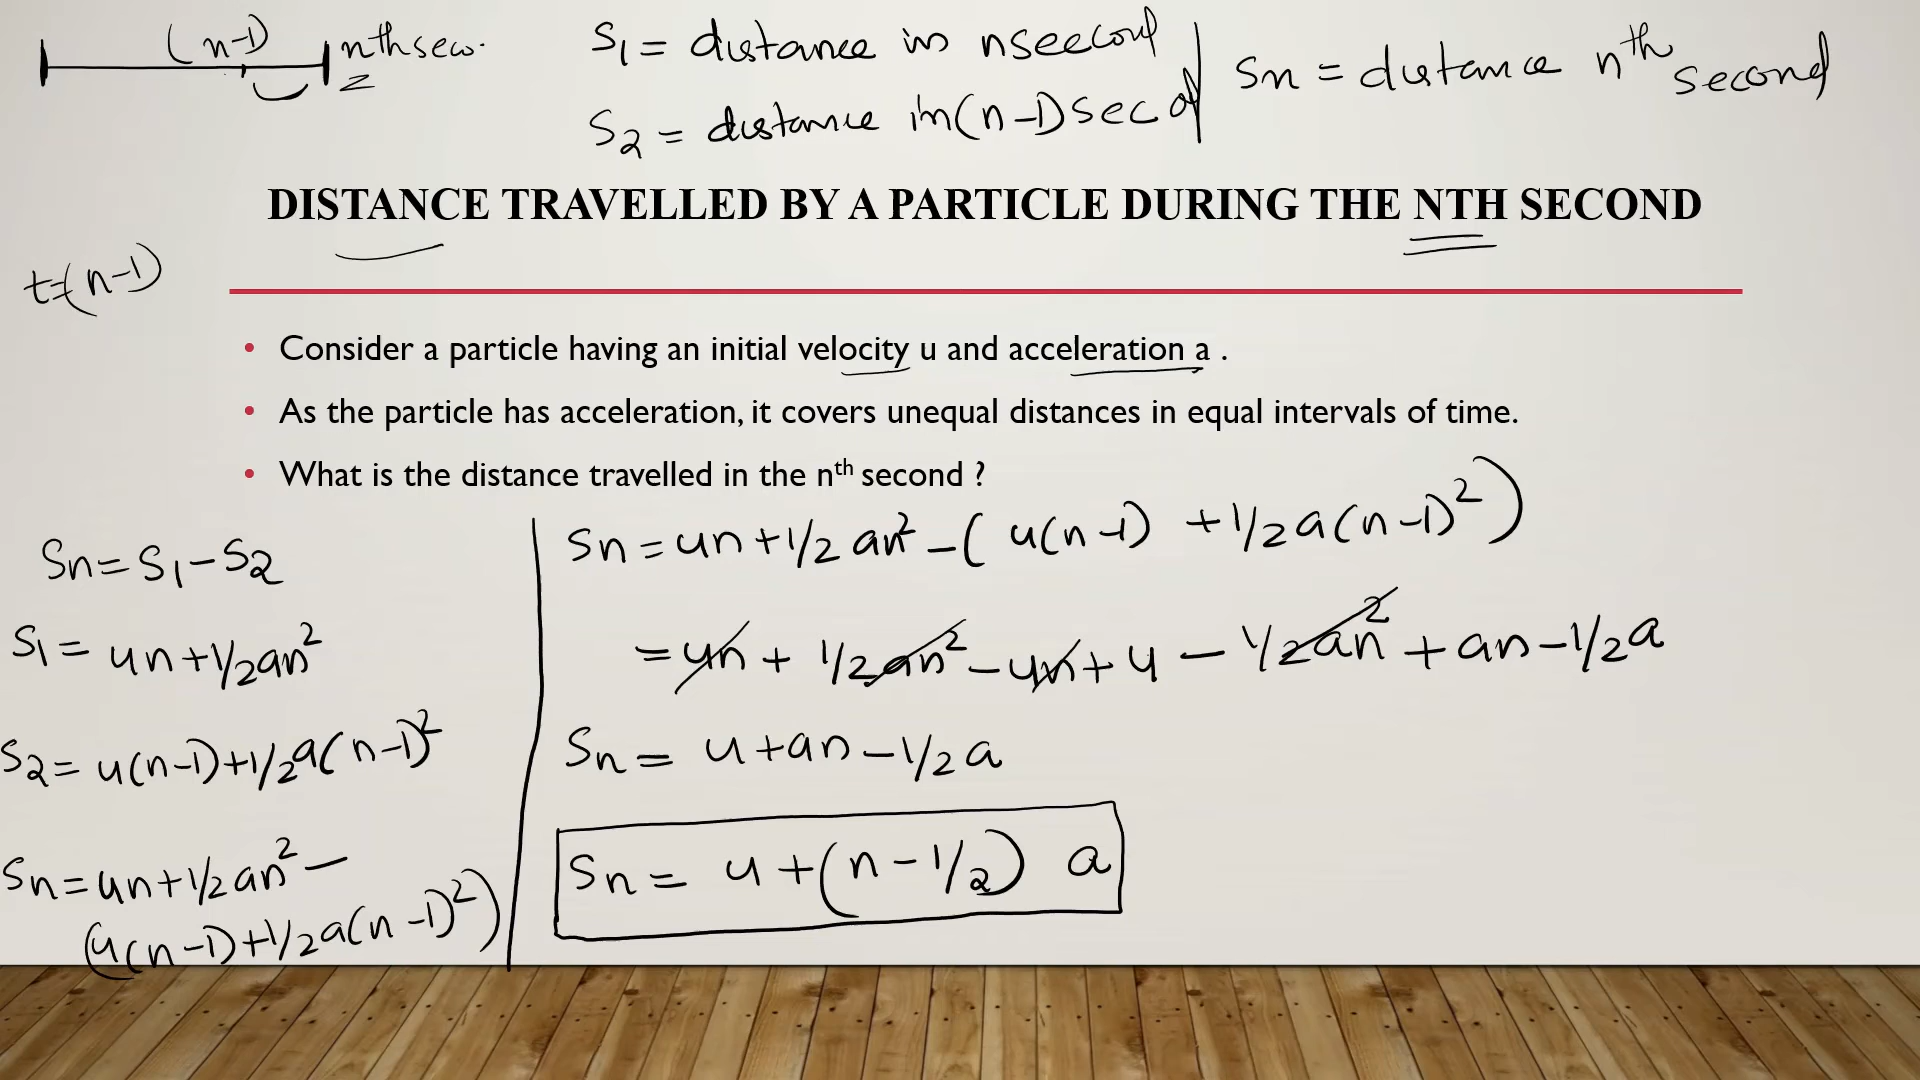 (n-1) nth sec.
S1 = distance in n second
S2 = distance in (n-1) second
Sn = distance nth second
DISTANCE TRAVELLED BY A PARTICLE DURING THE NTH SECOND
t=(n-1)
• Consider a particle having an initial velocity u and acceleration a .
• As the particle has acceleration, it covers unequal distances in equal intervals of time.
• What is the distance travelled in the nth second ?
Sn = S1 - S2
S1 = un + 1/2 an²
S2 = u(n-1) + 1/2 a(n-1)²
Sn = un + 1/2 an² -
(u(n-1) + 1/2 a(n-1)²)
Sn = un + 1/2 an² - ( u(n-1) + 1/2 a(n-1)²)
= un + 1/2 an² - un + u - 1/2 an² + an - 1/2 a
Sn = u + an - 1/2 a
Sn = u + (n - 1/2) a